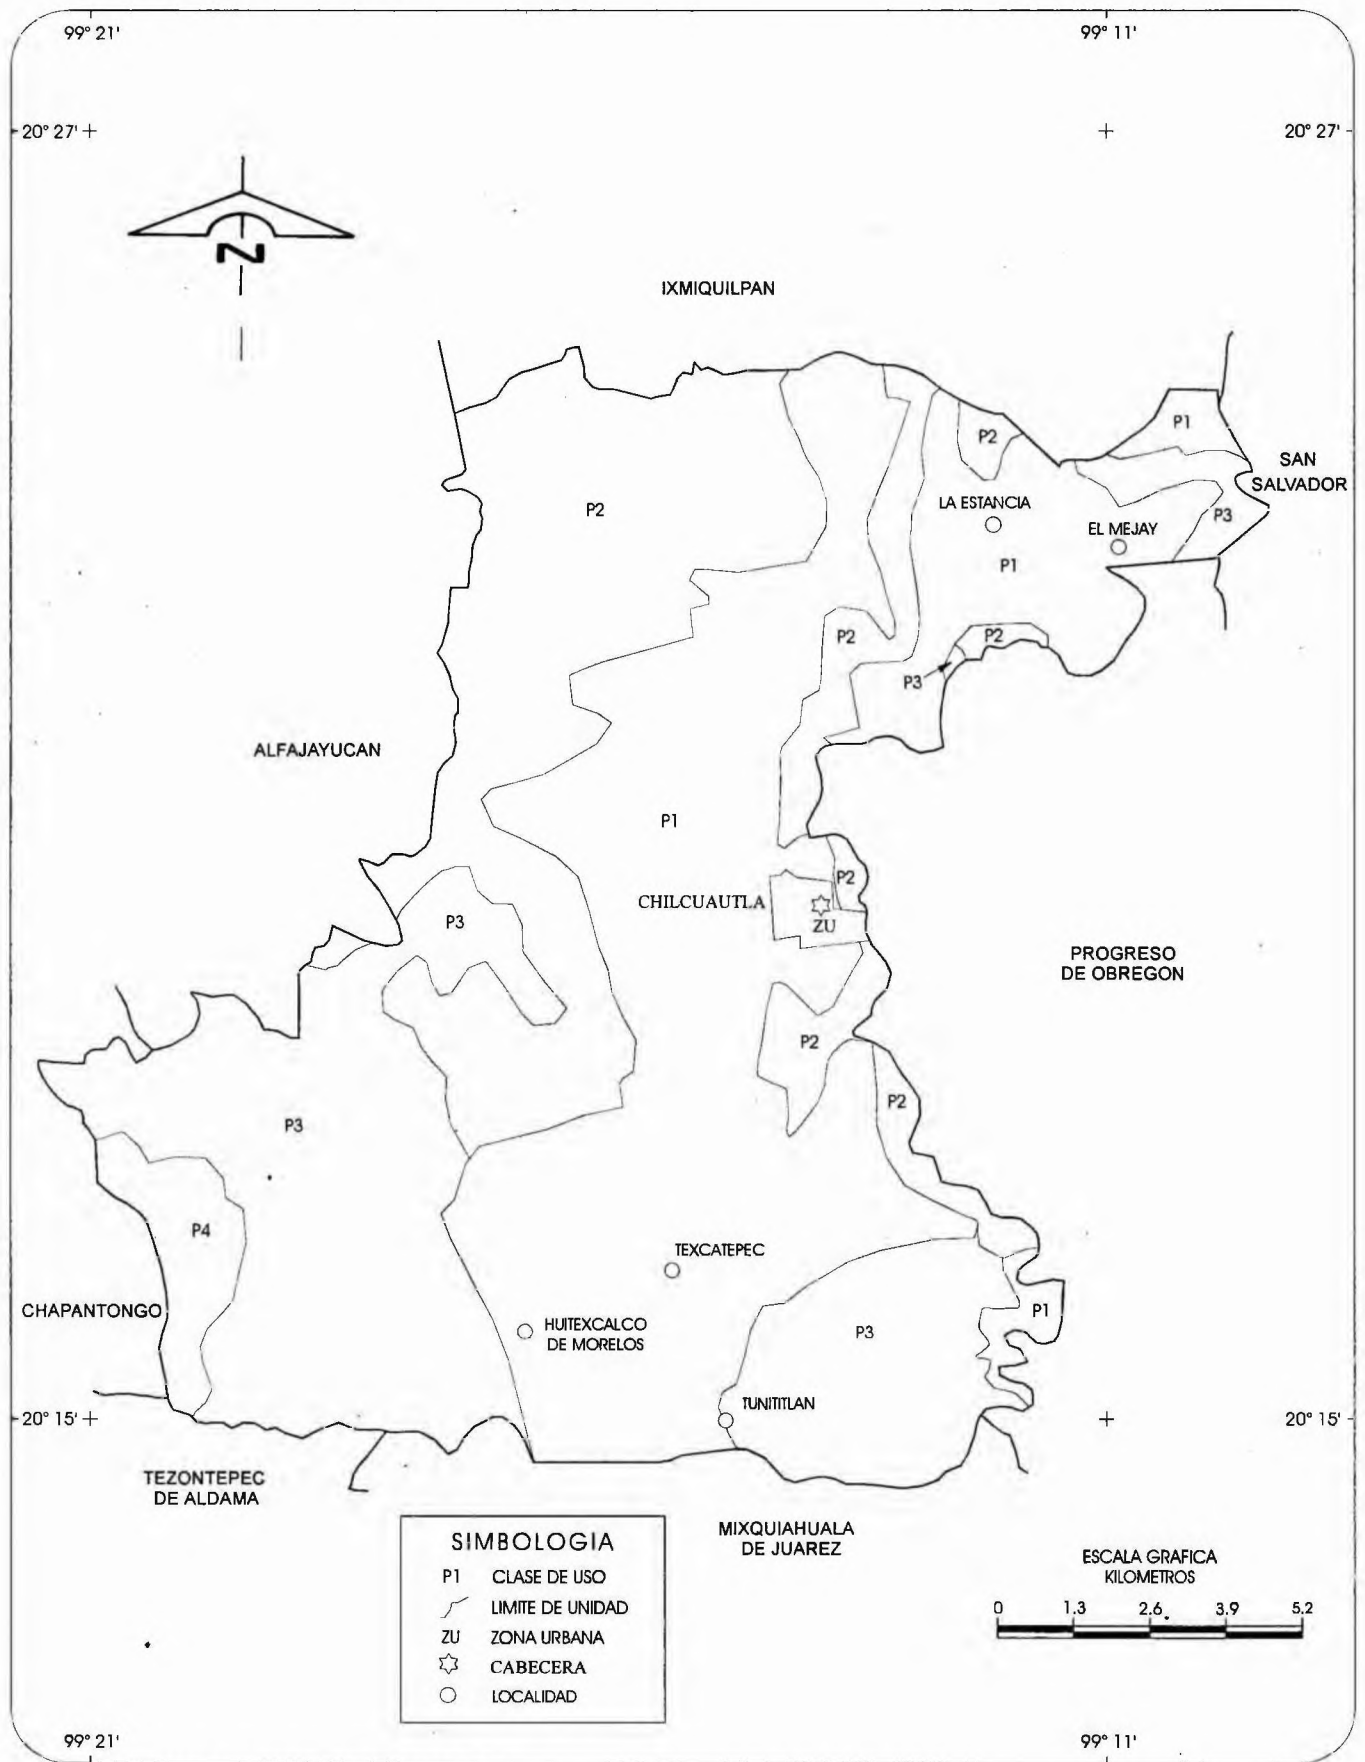 99° 21'
99° 11'
20° 27'
20° 27'
N
IXMIQUILPAN
P1
P2
SAN
SALVADOR
LA ESTANCIA
P2
P3
EL MEJAY
P1
P2
P2
P3
ALFAJAYUCAN
P1
P2
CHILCUAUTLA
ZU
P3
PROGRESO
DE OBREGON
P2
P2
P3
P4
TEXCATEPEC
CHAPANTONGO
P1
HUITEXCALCO
DE MORELOS
P3
TUNITITLAN
20° 15'
20° 15'
TEZONTEPEC
DE ALDAMA
MIXQUIAHUALA
DE JUAREZ
SIMBOLOGIA
P1 CLASE DE USO
LIMITE DE UNIDAD
ZU ZONA URBANA
CABECERA
LOCALIDAD
ESCALA GRAFICA
KILOMETROS
0 1.3 2.6 3.9 5.2
99° 21'
99° 11'